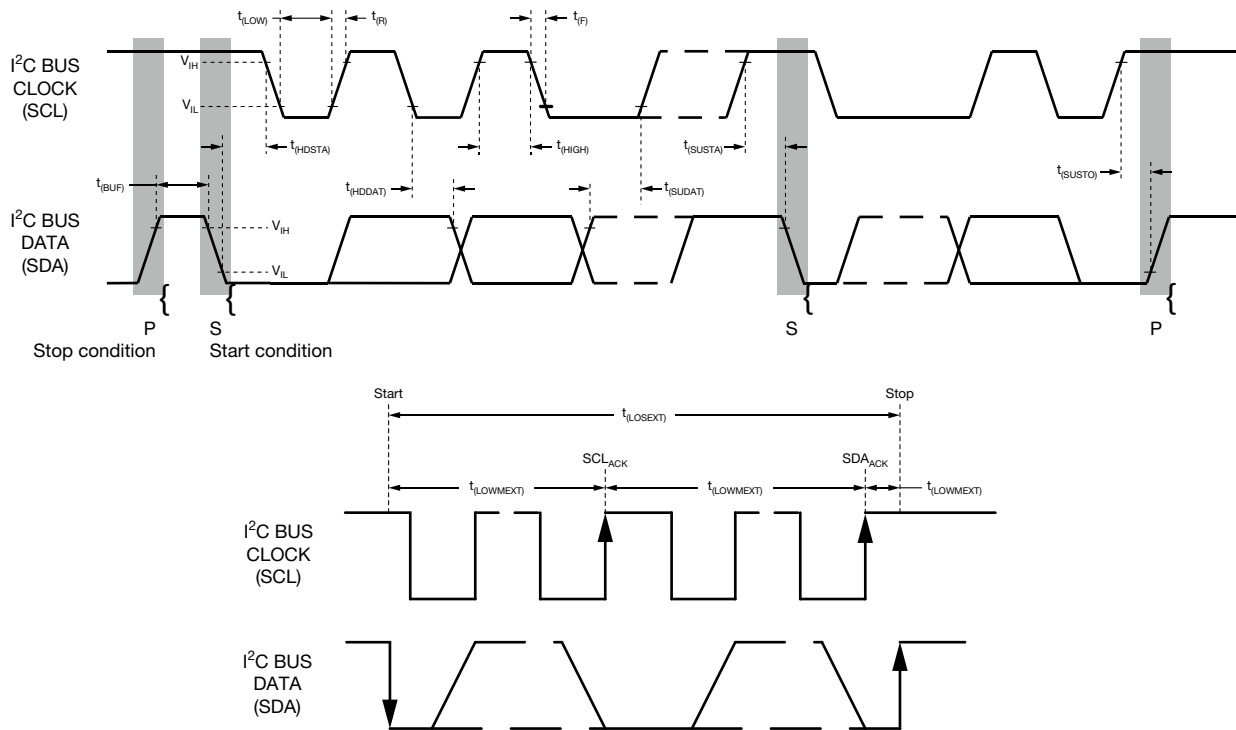 t(LOW)
t(R)
t(F)
I²C BUS
CLOCK
(SCL)
VIH
VIL
t(HDSTA)
t(HIGH)
t(SUSTA)
t(SUSTO)
t(BUF)
t(HDDAT)
t(SUDAT)
I²C BUS
DATA
(SDA)
VIH
VIL
{
{
{
{
P
S
S
P
Stop condition
Start condition
Start
Stop
t(LOSEXT)
SCLACK
SDAACK
t(LOWMEXT)
t(LOWMEXT)
t(LOWMEXT)
I²C BUS
CLOCK
(SCL)
I²C BUS
DATA
(SDA)